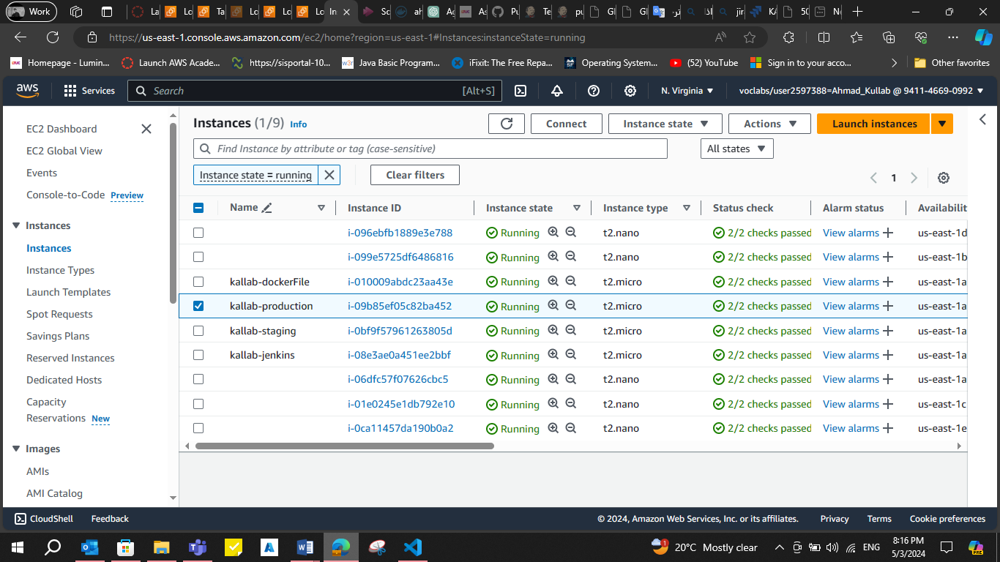 Work
La
Lo
Ta
Lo
Lo
Lo
In
Sc
al
Ag
As
Pu
Te
pu
Gl
Gl
jir
KA
50
Ne
https://us-east-1.console.aws.amazon.com/ec2/home?region=us-east-1#Instances:instanceState=running
Homepage - Lumin... Launch AWS Acade... https://sisportal-10... Java Basic Program... iFixit: The Free Repa... Operating System... (52) YouTube Sign in to your acco... Other favorites
aws Services Search [Alt+S] N. Virginia voclabs/user2597388=Ahmad_Kullab @ 9411-4669-0992
EC2 Dashboard
EC2 Global View
Events
Console-to-Code Preview
Instances
Instances
Instance Types
Launch Templates
Spot Requests
Savings Plans
Reserved Instances
Dedicated Hosts
Capacity
Reservations New
Images
AMIs
AMI Catalog
Instances (1/9) Info Connect Instance state Actions Launch instances
Find Instance by attribute or tag (case-sensitive) All states
Instance state = running Clear filters 1
Name Instance ID Instance state Instance type Status check Alarm status Availabilit
i-096ebfb1889e3e788 Running t2.nano 2/2 checks passed View alarms us-east-1d
i-099e5725df6486816 Running t2.nano 2/2 checks passed View alarms us-east-1b
kallab-dockerFile i-010009abdc23aa43e Running t2.micro 2/2 checks passed View alarms us-east-1a
kallab-production i-09b85ef05c82ba452 Running t2.micro 2/2 checks passed View alarms us-east-1a
kallab-staging i-0bf9f57961263805d Running t2.micro 2/2 checks passed View alarms us-east-1a
kallab-jenkins i-08e3ae0a451ee2bbf Running t2.micro 2/2 checks passed View alarms us-east-1a
i-06dfc57f07626cbc5 Running t2.nano 2/2 checks passed View alarms us-east-1a
i-01e0245e1db792e10 Running t2.nano 2/2 checks passed View alarms us-east-1c
i-0ca11457da190b0a2 Running t2.nano 2/2 checks passed View alarms us-east-1e
CloudShell Feedback © 2024, Amazon Web Services, Inc. or its affiliates. Privacy Terms Cookie preferences
20°C Mostly clear ENG 8:16 PM
5/3/2024